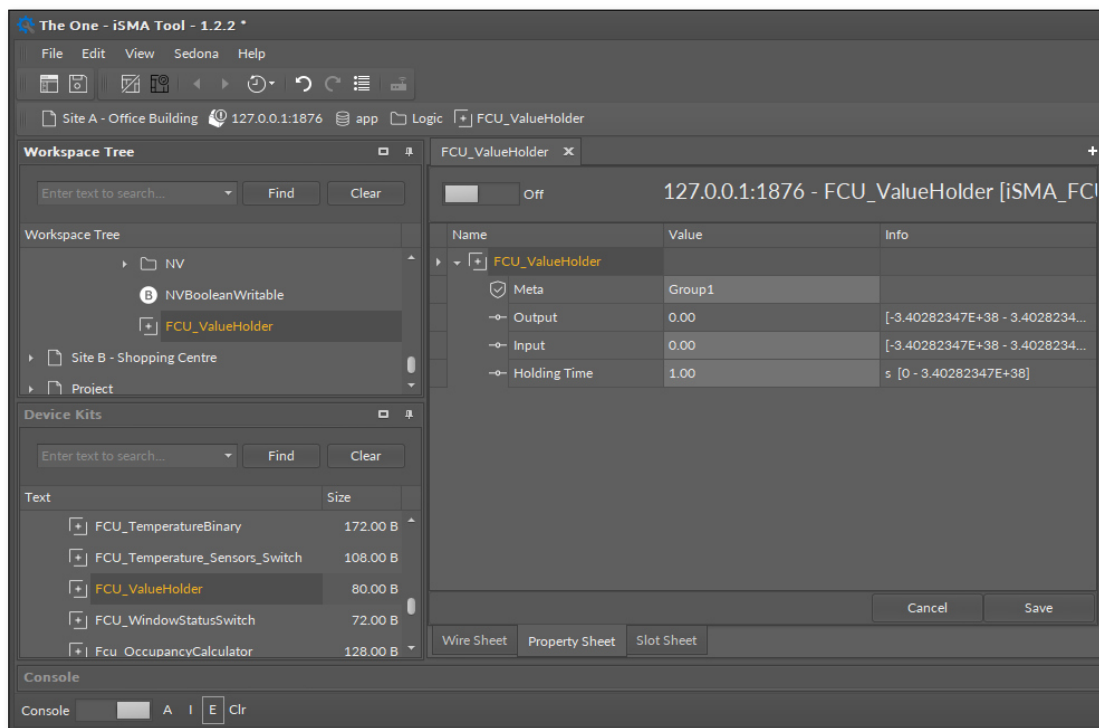 The One - iSMA Tool - 1.2.2 *
File Edit View Sedona Help
Site A - Office Building 127.0.0.1:1876 app Logic FCU_ValueHolder
Workspace Tree
Enter text to search... Find Clear
Workspace Tree
NV
B NVBooleanWritable
FCU_ValueHolder
Site B - Shopping Centre
Project
Device Kits
Enter text to search... Find Clear
Text Size
FCU_TemperatureBinary 172.00 B
FCU_Temperature_Sensors_Switch 108.00 B
FCU_ValueHolder 80.00 B
FCU_WindowStatusSwitch 72.00 B
Fcu_OccupancyCalculator 128.00 B
FCU_ValueHolder
Off 127.0.0.1:1876 - FCU_ValueHolder [iSMA_FCU
Name Value Info
FCU_ValueHolder
Meta Group1
Output 0.00 [-3.40282347E+38 - 3.4028234...
Input 0.00 [-3.40282347E+38 - 3.4028234...
Holding Time 1.00 s [0 - 3.40282347E+38]
Cancel Save
Wire Sheet Property Sheet Slot Sheet
Console
Console A I E Clr